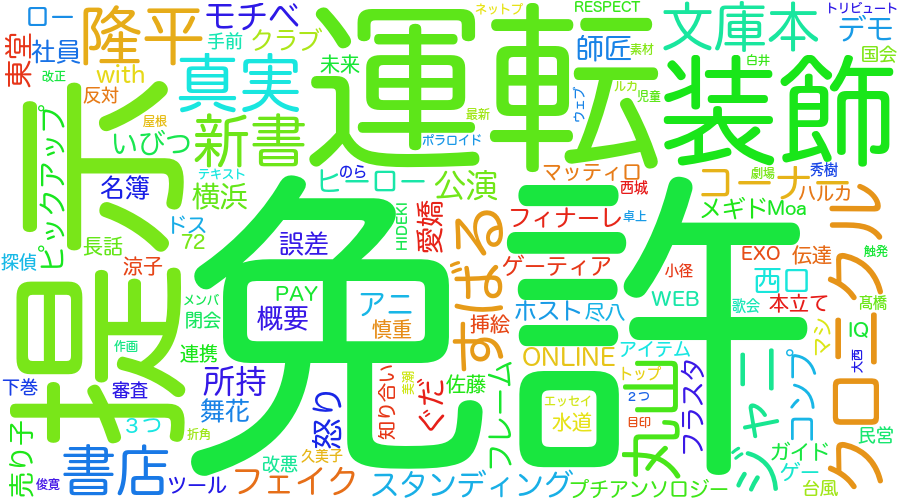 免許
運転
提示
装飾
クロニクル
隆平
真実
新書
書店
文庫本
丸山
ジャニ
すばる
コーナー
モチベ
ロー
社員
東堂
改正
手前
クラブ
with
反対
未来
屋根
ピックアップ
いびつ
名簿
テキスト
横浜
ヒーロー
のら
ポラロイド
最新
公演
師匠
素材
RESPECT
ネットプ
トリビュート
デモ
国会
白井
ルカ
児童
ウェブ
マッティロ
西城
劇場
秀樹
ハルカ
メギド
Moa
フィナーレ
卓上
愛嬌
HIDEKI
誤差
ドス
72
長話
探偵
涼子
ゲーティア
小径
EXO
伝達
触発
西口
髙橋
本立て
歌会
WEB
ホスト
尽八
挿絵
アニ
慎重
PAY
概要
メンバ
閉会
作画
連携
ONLINE
アイテム
トップ
マシ
IQ
大西
コンプ
下巻
審査
所持
舞花
3つ
折角
怒り
知り合い
美潮
ぐだ
佐藤
フレーム
エッセイ
水道
2つ
目印
フラスタ
ガイド
民営
ゲー
台風
売り子
俊寛
ツール
フェイク
改悪
久美子
スタンディング
プチアンソロジー